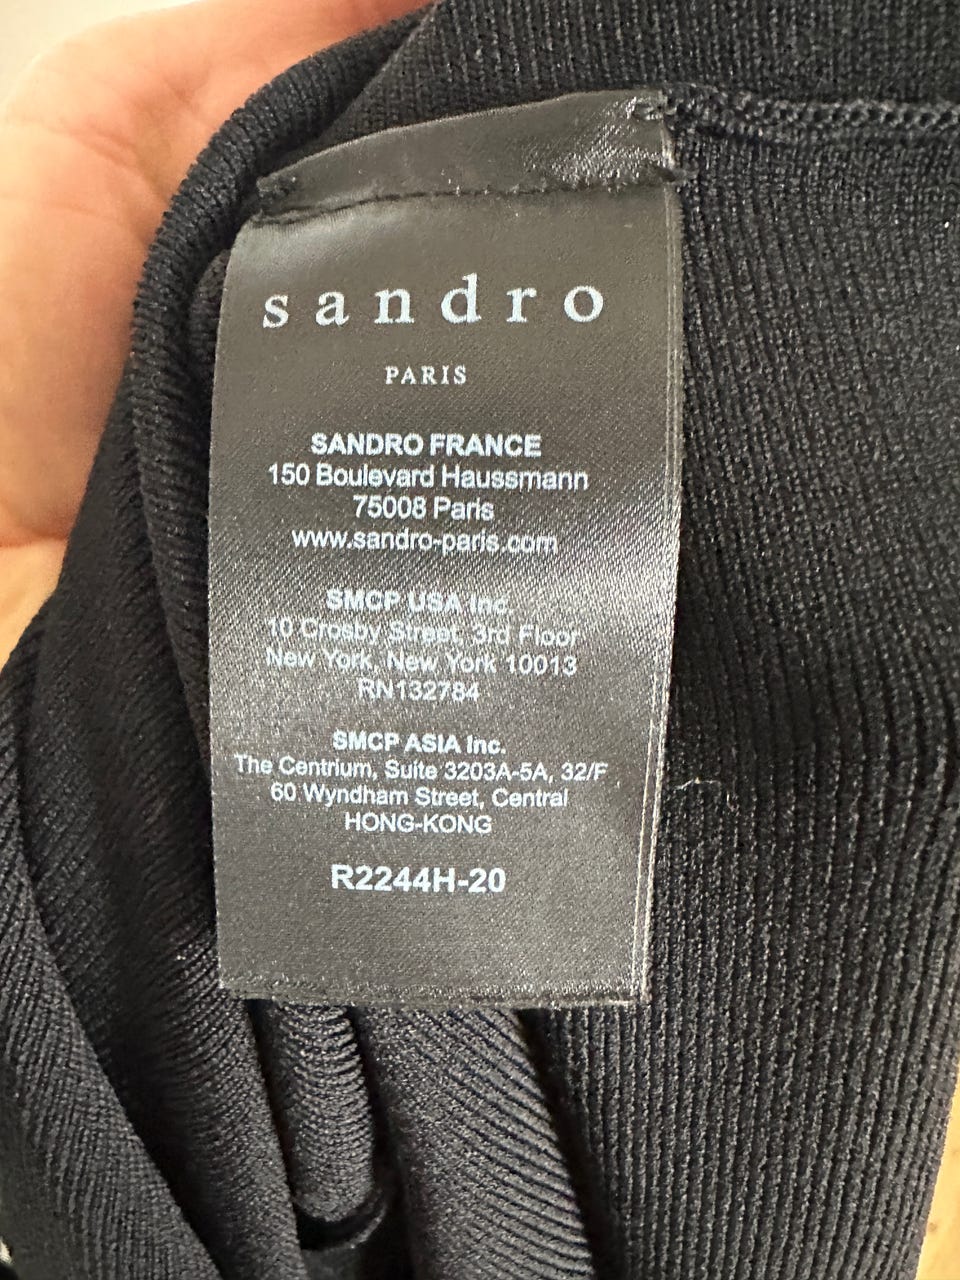 sandro
PARIS
SANDRO FRANCE
150 Boulevard Haussmann
75008 Paris
www.sandro-paris.com
SMCP USA Inc.
10 Crosby Street, 3rd Floor
New York, New York 10013
RN132784
SMCP ASIA Inc.
The Centrium, Suite 3203A-5A, 32/F
60 Wyndham Street, Central
HONG-KONG
R2244H-20